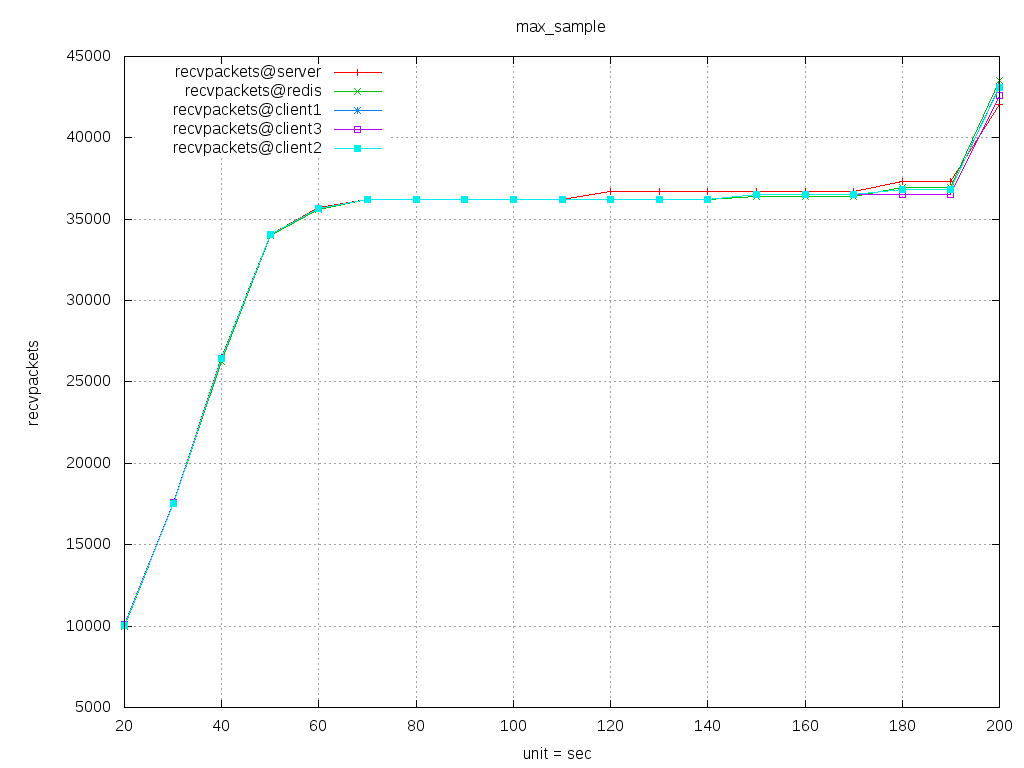 max_sample
45000
40000
35000
30000
25000
20000
15000
10000
5000
recvpackets
recvpackets@server
recvpackets@redis
recvpackets@client1
recvpackets@client3
recvpackets@client2
20 40 60 80 100 120 140 160 180 200
unit = sec